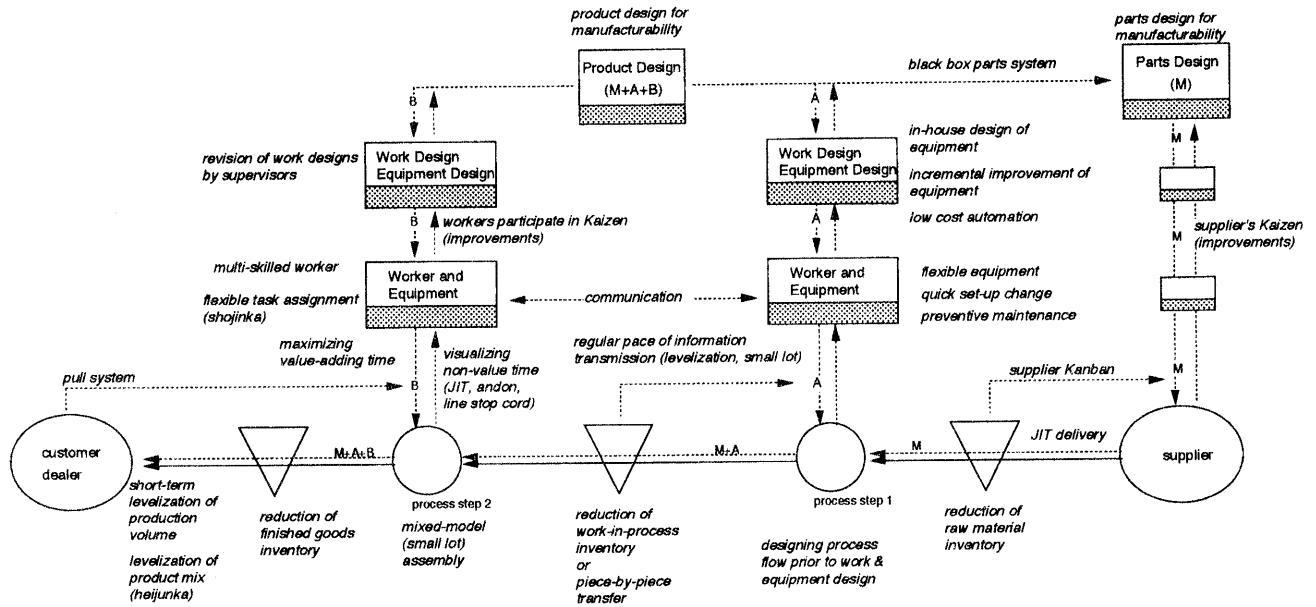 product design for
manufacturability
parts design for
manufacturability
Product Design
(M+A+B)
black box parts system
Parts Design
(M)
B
A
M
revision of work designs
by supervisors
Work Design
Equipment Design
Work Design
Equipment Design
in-house design of
equipment
incremental improvement of
equipment
low cost automation
B
workers participate in Kaizen
(improvements)
A
M
supplier's Kaizen
(improvements)
multi-skilled worker
flexible task assignment
(shojinka)
Worker and
Equipment
communication
Worker and
Equipment
flexible equipment
quick set-up change
preventive maintenance
maximizing
value-adding time
visualizing
non-value time
(JIT, andon,
line stop cord)
regular pace of information
transmission (levelization, small lot)
pull system
B
A
supplier Kanban
M
customer
dealer
M+A+B
M+A
M
JIT delivery
supplier
process step 2
process step 1
short-term
levelization of
production
volume
levelization of
product mix
(heijunka)
reduction of
finished goods
inventory
mixed-model
(small lot)
assembly
reduction of
work-in-process
inventory
or
piece-by-piece
transfer
designing process
flow prior to work &
equipment design
reduction of
raw material
inventory